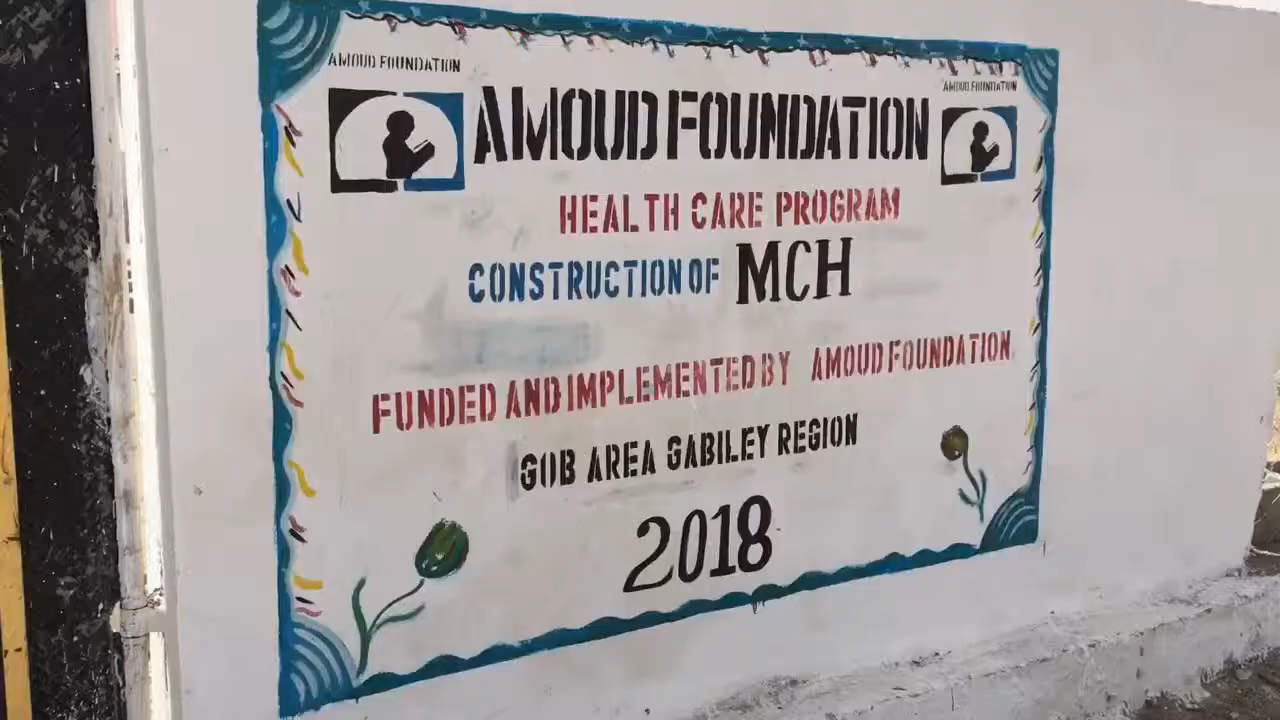 AMOUD FOUNDATION
AMOUD FOUNDATION
AMOUD FOUNDATION
HEALTH CARE PROGRAM
CONSTRUCTION OF MCH
FUNDED AND IMPLEMENTED BY AMOUD FOUNDATION
GOB AREA GABILEY REGION
2018